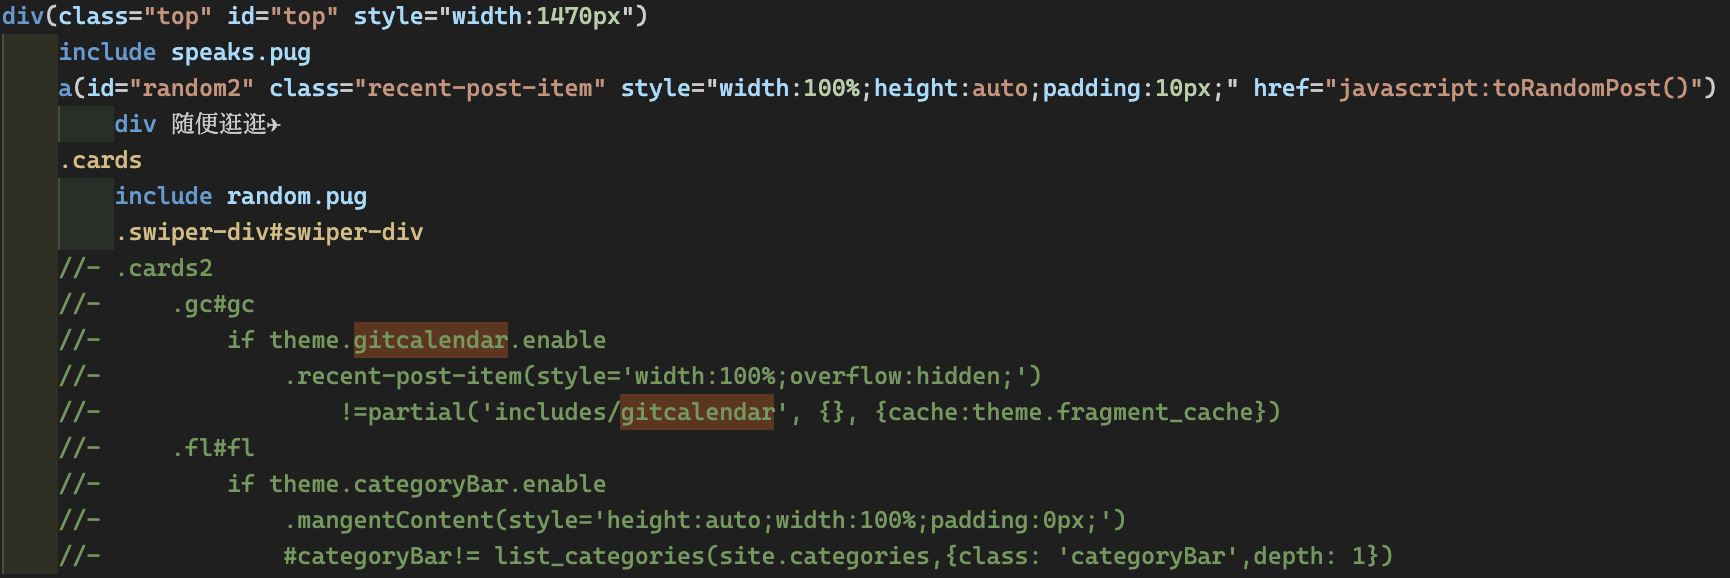 div(class="top" id="top" style="width:1470px")
include speaks.pug
a(id="random2" class="recent-post-item" style="width:100%;height:auto;padding:10px;" href="javascript:toRandomPost()")
div 随便逛逛✈
.cards
include random.pug
.swiper-div#swiper-div
//- .cards2
//-     .gc#gc
//-         if theme.gitcalendar.enable
//-             .recent-post-item(style='width:100%;overflow:hidden;')
//-                 !=partial('includes/gitcalendar', {}, {cache:theme.fragment_cache})
//-     .fl#fl
//-         if theme.categoryBar.enable
//-             .mangentContent(style='height:auto;width:100%;padding:0px;')
//-             #categoryBar!= list_categories(site.categories,{class: 'categoryBar',depth: 1})